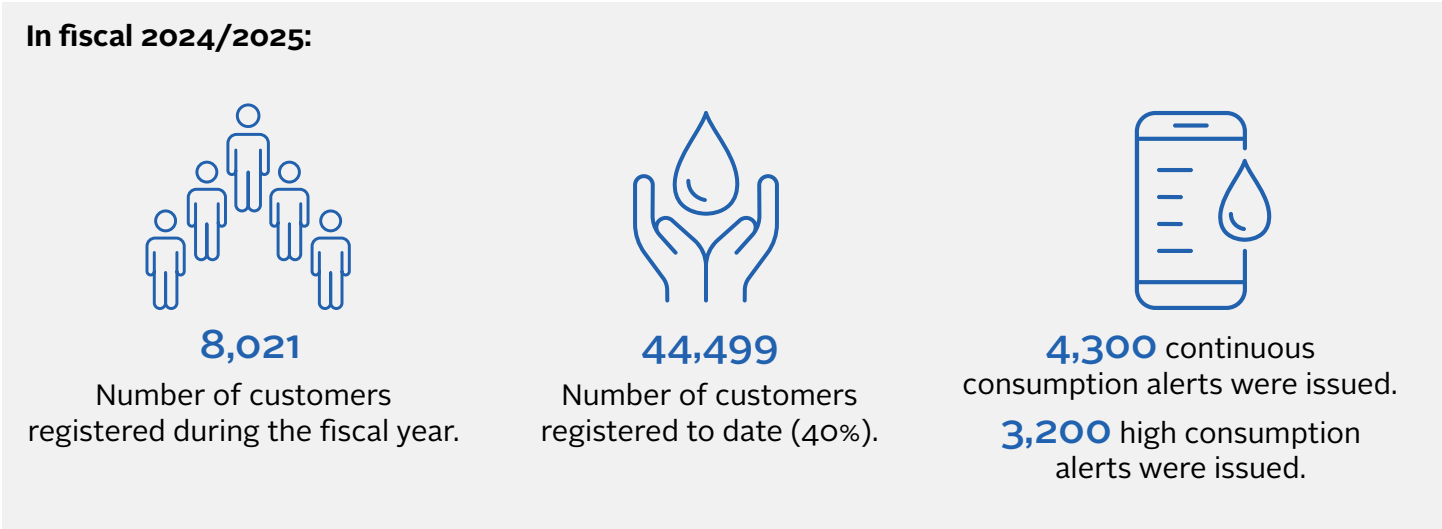 In fiscal 2024/2025:
8,021
Number of customers
registered during the fiscal year.
44,499
Number of customers
registered to date (40%).
4,300 continuous
consumption alerts were issued.
3,200 high consumption
alerts were issued.